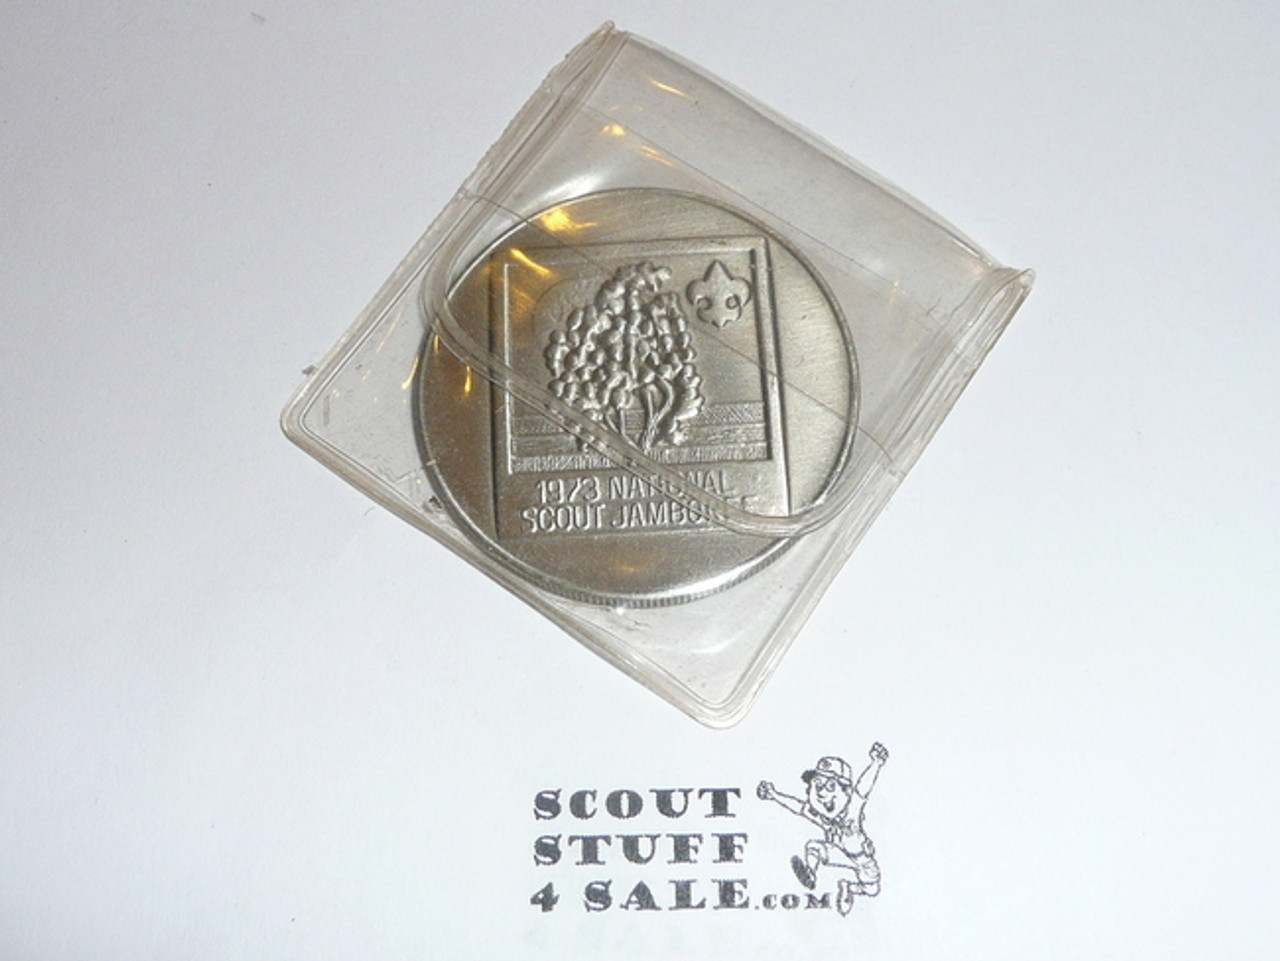 1973 NATIONAL
SCOUT JAMBOREE
SCOUT
STUFF
4 SALE.COM